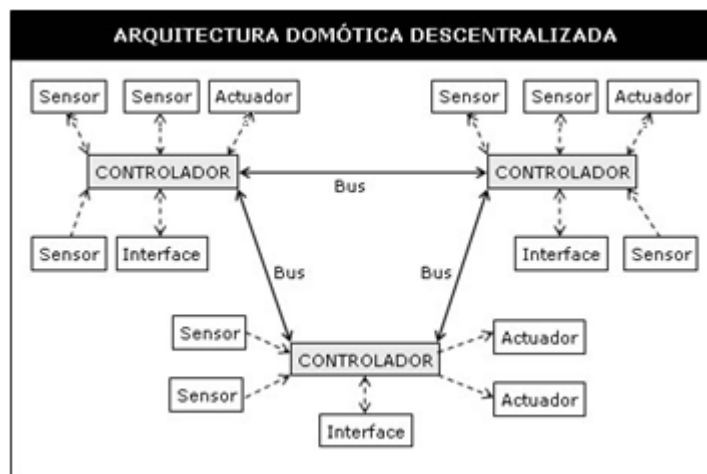 ARQUITECTURA DOMÓTICA DESCENTRALIZADA
Sensor
Sensor
Actuador
Sensor
Sensor
Actuador
CONTROLADOR
CONTROLADOR
Bus
Sensor
Interface
Interface
Sensor
Bus
Bus
Sensor
Actuador
CONTROLADOR
Sensor
Actuador
Interface